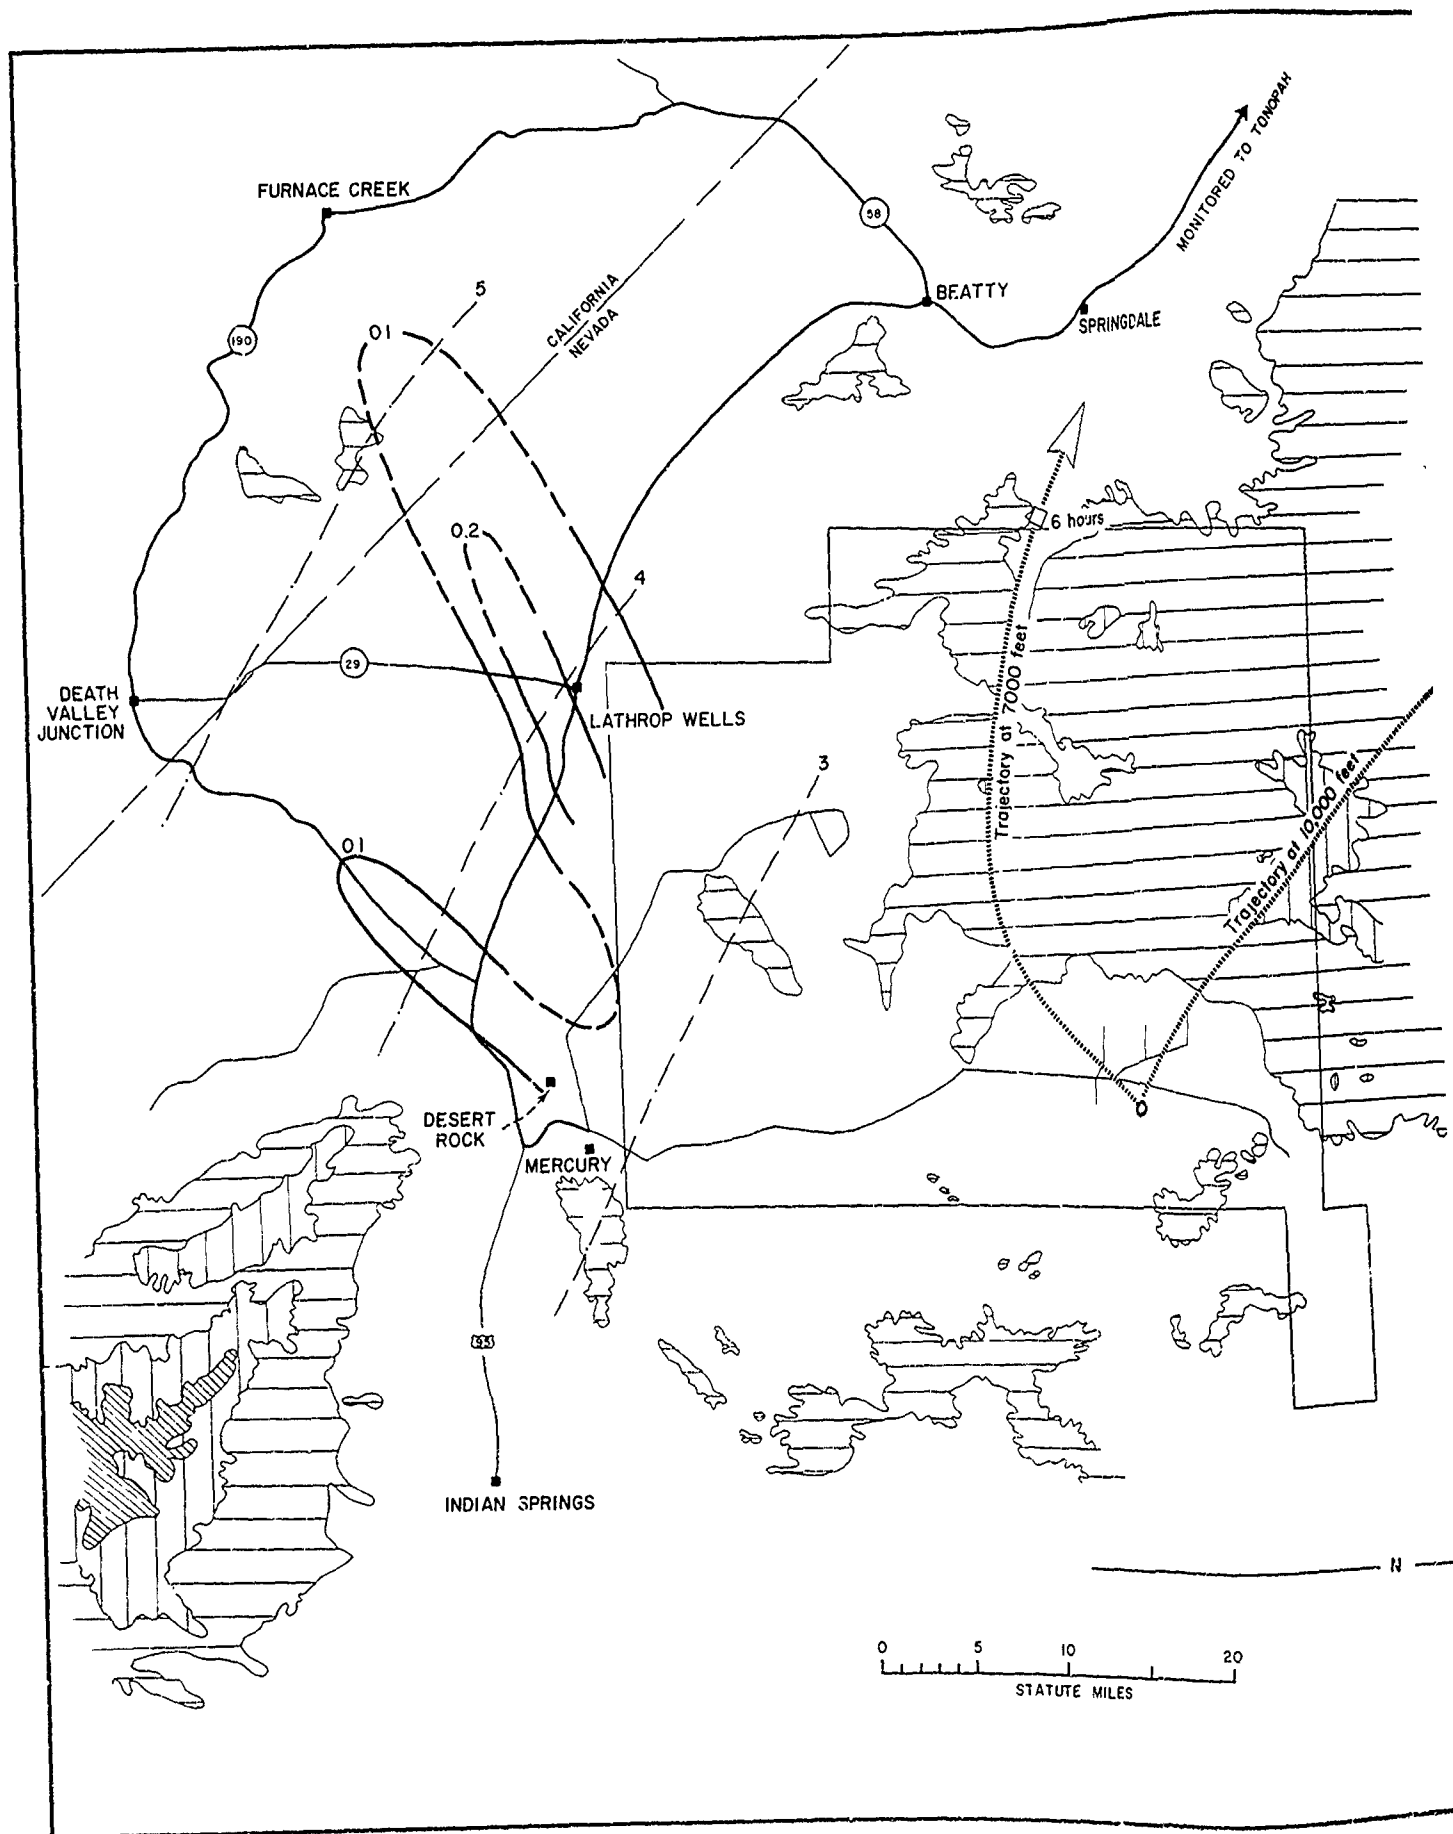 MONITORED TO TONOPAH
FURNACE CREEK
58
5
BEATTY
CALIFORNIA
NEVADA
SPRINGDALE
190
01
6 hours
0.2
4
29
Trajectory at 7000 feet
DEATH
VALLEY
JUNCTION
LATHROP WELLS
3
Trajectory at 10,000 feet
01
DESERT
ROCK
MERCURY
95
INDIAN SPRINGS
N
0 5 10 20
STATUTE MILES